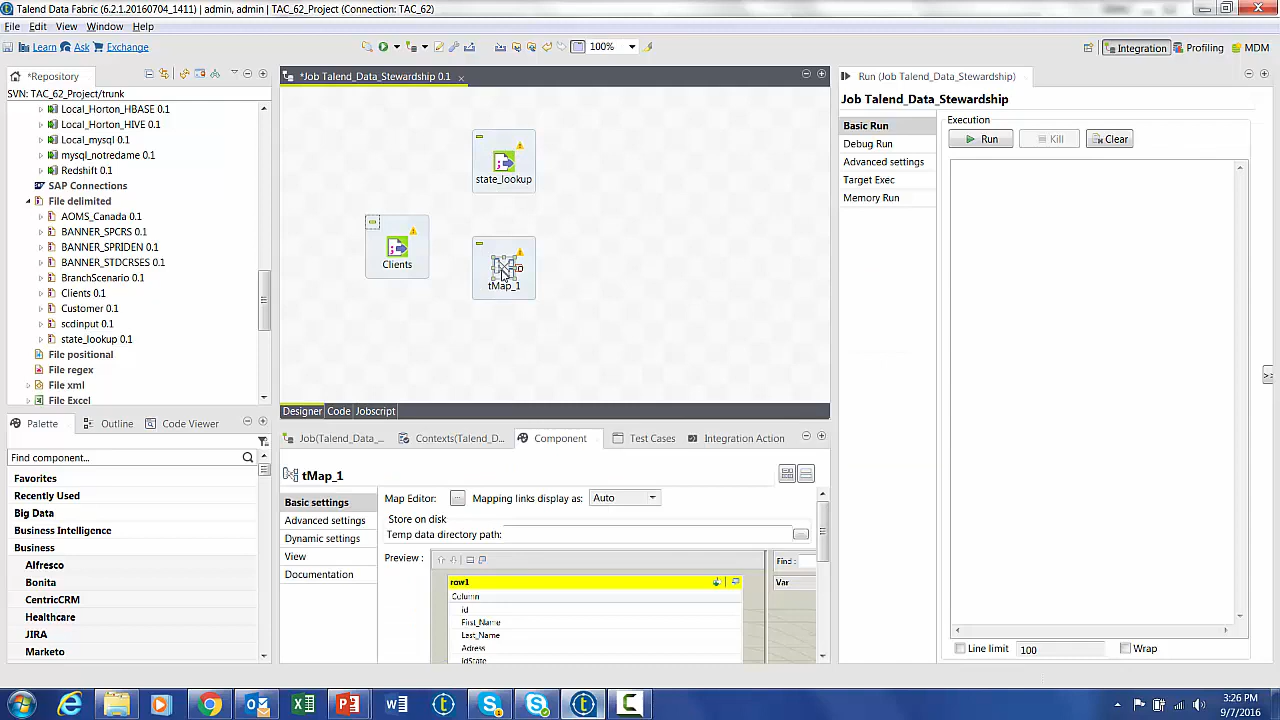 Talend Data Fabric (6.2.1.20160704_1411) | admin, admin | TAC_62_Project (Connection: TAC_62)
File Edit View Window Help
Learn Ask Exchange
100%
Integration Profiling MDM
*Repository
SVN: TAC_62_Project/trunk
Local_Horton_HBASE 0.1
Local_Horton_HIVE 0.1
Local_mysql 0.1
mysql_notredame 0.1
Redshift 0.1
SAP Connections
File delimited
AOMS_Canada 0.1
BANNER_SPCRS 0.1
BANNER_SPRIDEN 0.1
BANNER_STDCRSES 0.1
BranchScenario 0.1
Clients 0.1
Customer 0.1
scdinput 0.1
state_lookup 0.1
File positional
File regex
File xml
File Excel
Palette Outline Code Viewer
Find component...
Favorites
Recently Used
Big Data
Business Intelligence
Business
Alfresco
Bonita
CentricCRM
Healthcare
JIRA
Marketo
*Job Talend_Data_Stewardship 0.1
state_lookup
Clients
tMap_1
Designer Code Jobscript
Job(Talend_Data_... Contexts(Talend_D... Component Test Cases Integration Action
tMap_1
Basic settings
Advanced settings
Dynamic settings
View
Documentation
Map Editor: ... Mapping links display as: Auto
Store on disk
Temp data directory path:
Preview :
row1
Column
id
First_Name
Last_Name
Adress
idState
Find :
Var
Run (Job Talend_Data_Stewardship)
Job Talend_Data_Stewardship
Basic Run
Debug Run
Advanced settings
Target Exec
Memory Run
Execution
Run Kill Clear
Line limit 100 Wrap
3:26 PM
9/7/2016